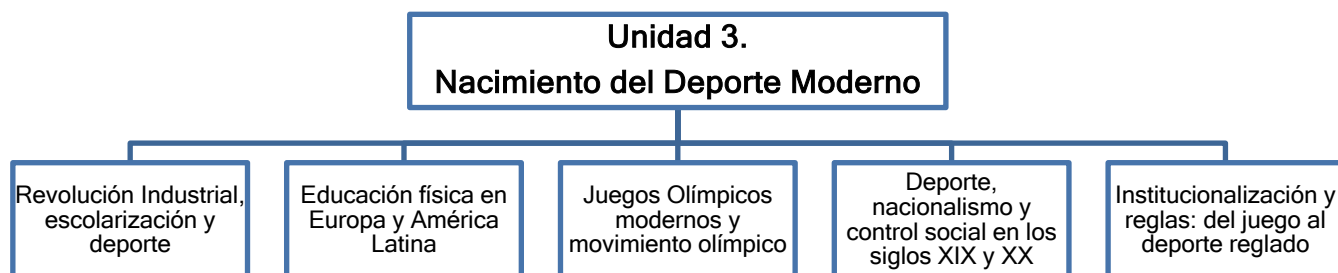 Unidad 3.
Nacimiento del Deporte Moderno
Revolución Industrial,
escolarización y
deporte
Educación física en
Europa y América
Latina
Juegos Olímpicos
modernos y
movimiento olímpico
Deporte,
nacionalismo y
control social en los
siglos XIX y XX
Institucionalización y
reglas: del juego al
deporte reglado